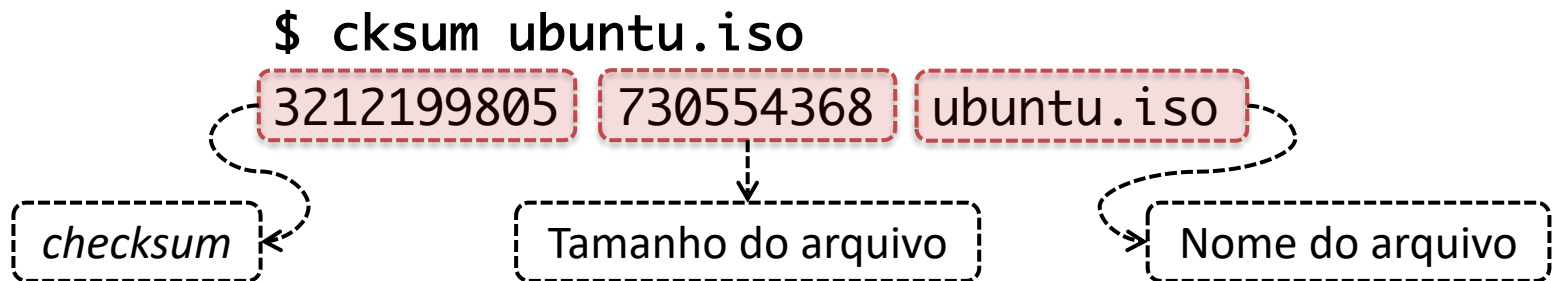 $ cksum ubuntu.iso
3212199805 730554368 ubuntu.iso
checksum Tamanho do arquivo Nome do arquivo